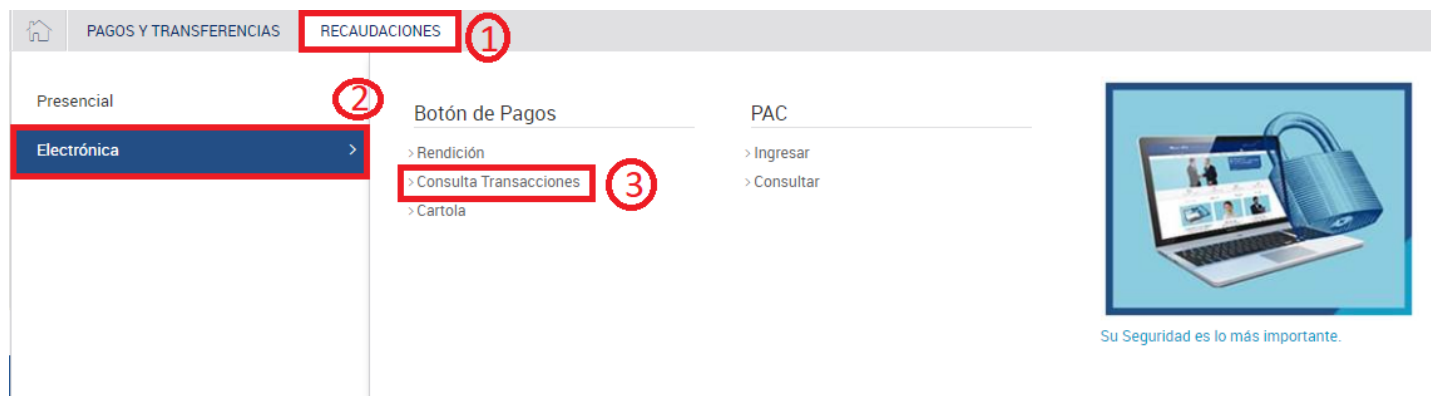 PAGOS Y TRANSFERENCIAS RECAUDACIONES 1
Presencial
2
Electrónica >
Botón de Pagos
> Rendición
> Consulta Transacciones 3
> Cartola
PAC
> Ingresar
> Consultar
Su Seguridad es lo más importante.